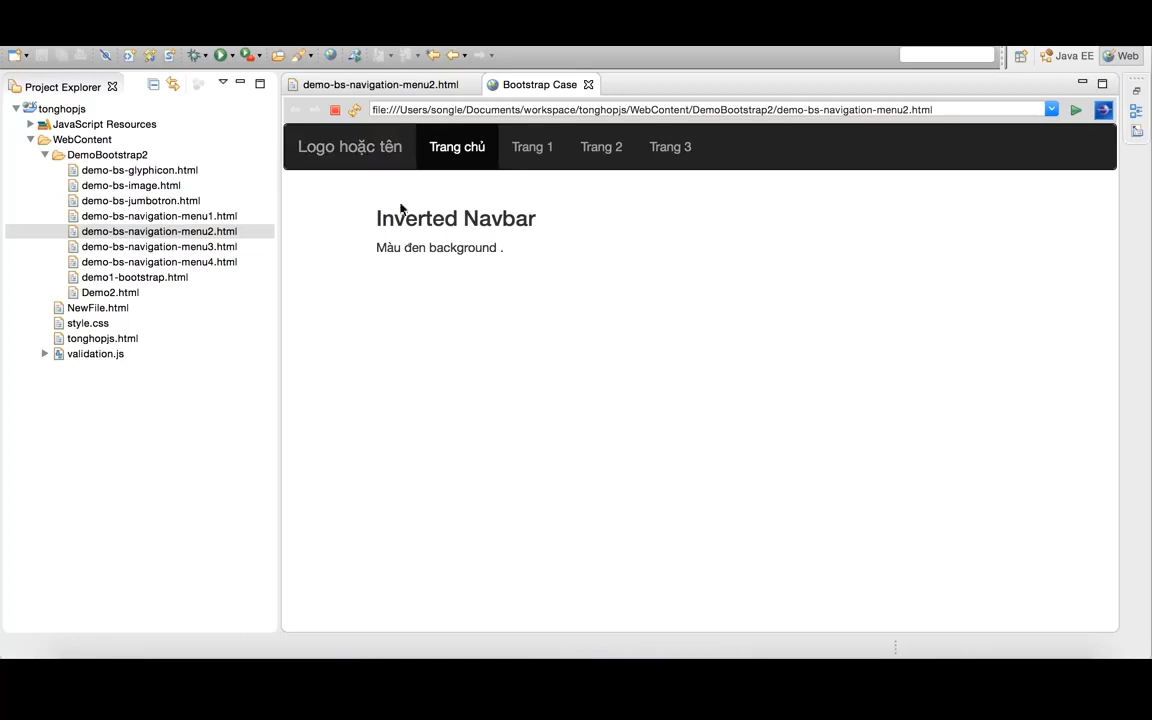 Java EE
Web
Project Explorer
demo-bs-navigation-menu2.html
Bootstrap Case
file:///Users/songle/Documents/workspace/tonghopjs/WebContent/DemoBootstrap2/demo-bs-navigation-menu2.html
tonghopjs
JavaScript Resources
WebContent
DemoBootstrap2
demo-bs-glyphicon.html
demo-bs-image.html
demo-bs-jumbotron.html
demo-bs-navigation-menu1.html
demo-bs-navigation-menu2.html
demo-bs-navigation-menu3.html
demo-bs-navigation-menu4.html
demo1-bootstrap.html
Demo2.html
NewFile.html
style.css
tonghopjs.html
validation.js
Logo hoặc tên Trang chủ Trang 1 Trang 2 Trang 3
Inverted Navbar
Màu đen background .